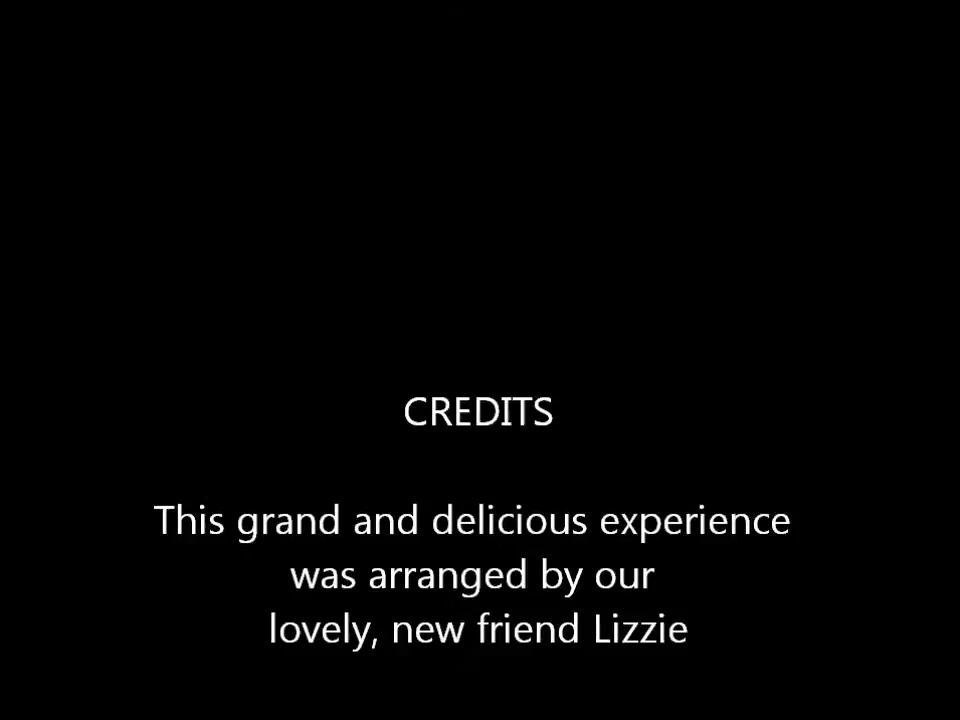 CREDITS
This grand and delicious experience
was arranged by our
lovely, new friend Lizzie